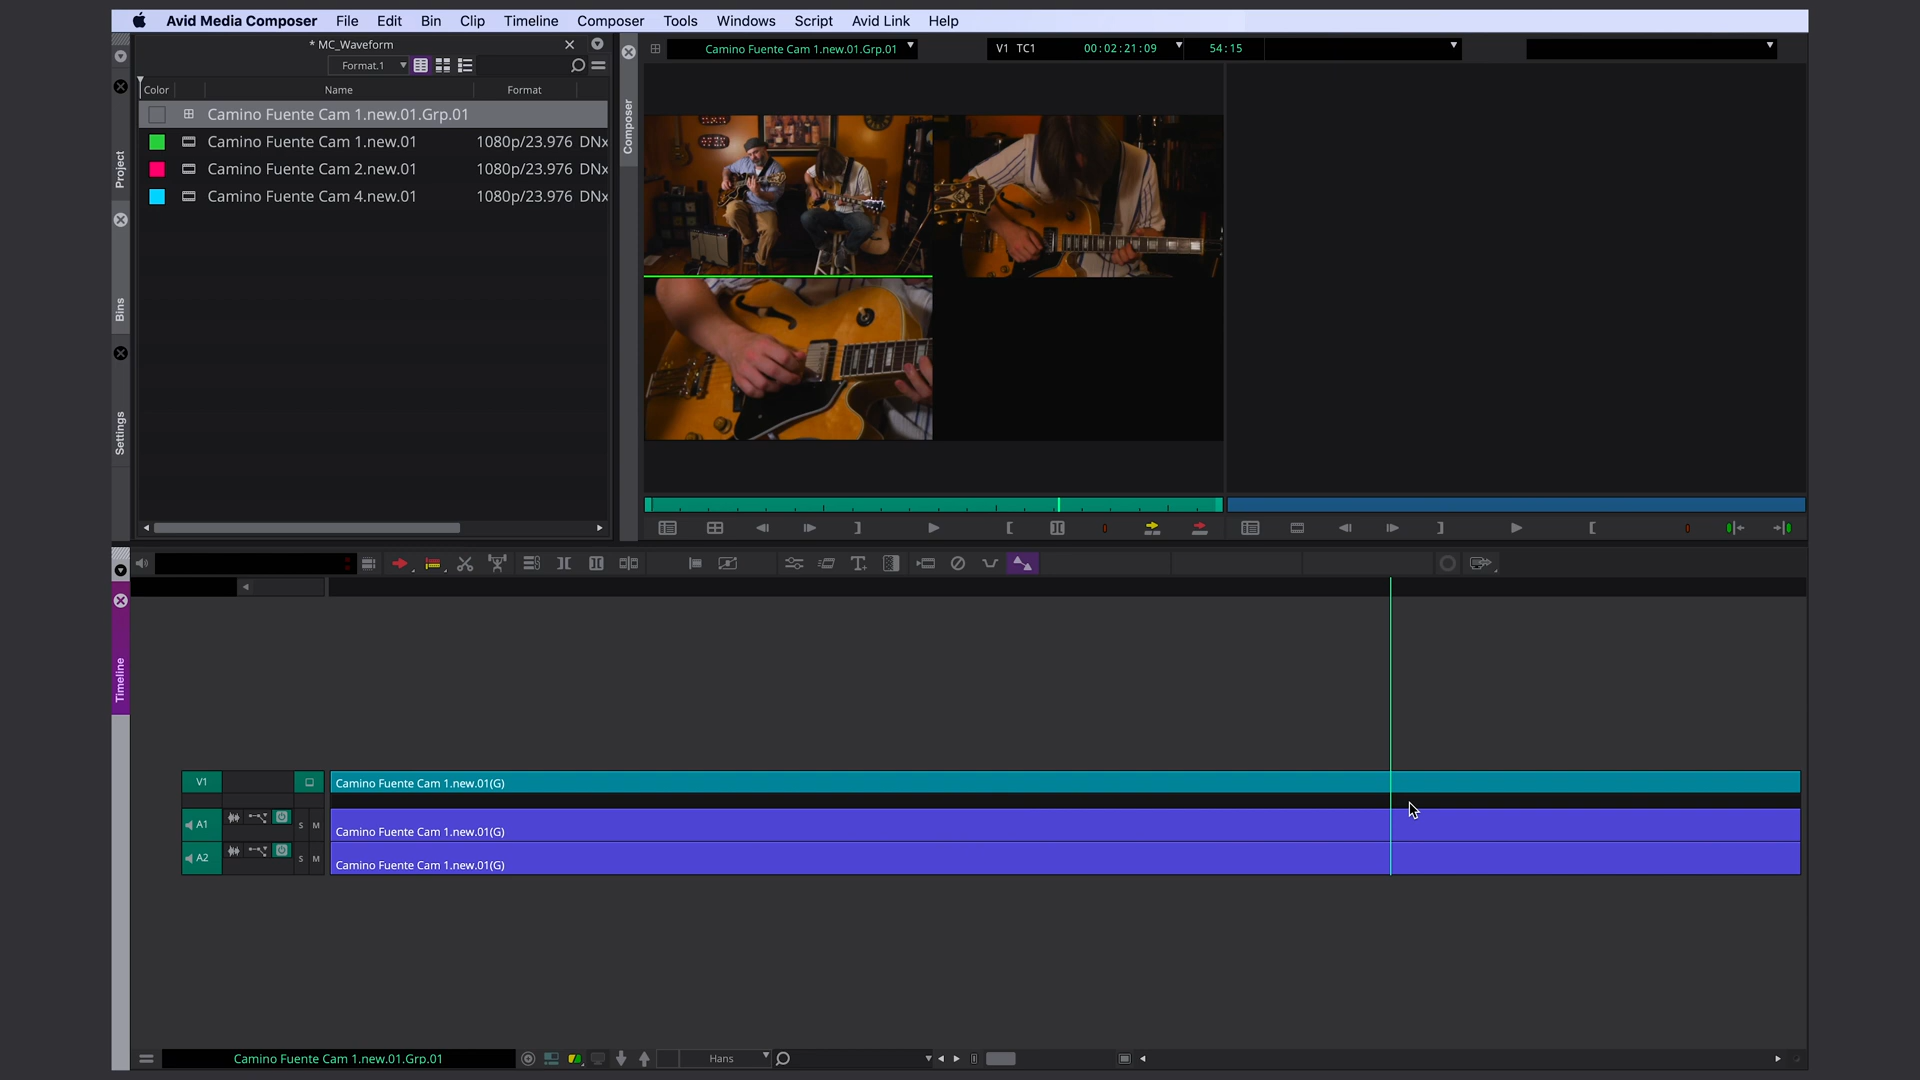 Avid Media Composer File Edit Bin Clip Timeline Composer Tools Windows Script Avid Link Help
* MC_Waveform
Format.1
Color Name Format
Camino Fuente Cam 1.new.01.Grp.01
Camino Fuente Cam 1.new.01 1080p/23.976 DNx
Camino Fuente Cam 2.new.01 1080p/23.976 DNx
Camino Fuente Cam 4.new.01 1080p/23.976 DNx
Project
Bins
Settings
Composer
Camino Fuente Cam 1.new.01.Grp.01
V1 TC1 00:02:21:09 54:15
Timeline
V1 Camino Fuente Cam 1.new.01(G)
A1 S M Camino Fuente Cam 1.new.01(G)
A2 S M Camino Fuente Cam 1.new.01(G)
Camino Fuente Cam 1.new.01.Grp.01
Hans